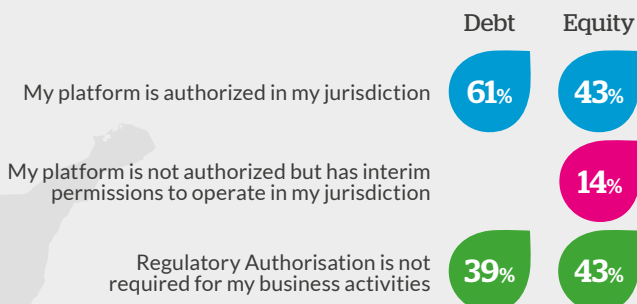 Debt Equity
My platform is authorized in my jurisdiction 61% 43%
My platform is not authorized but has interim
permissions to operate in my jurisdiction 14%
Regulatory Authorisation is not
required for my business activities 39% 43%